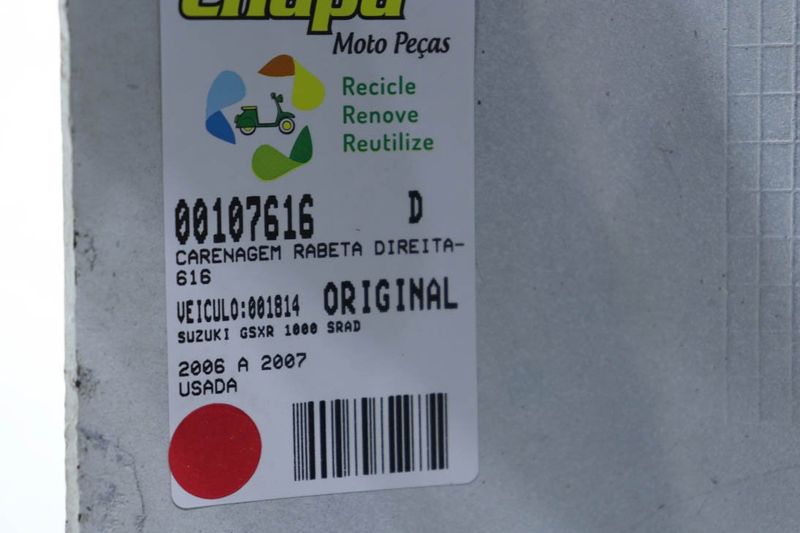 Chapa
Moto Peças
Recicle
Renove
Reutilize
00107616 D
CARENAGEM RABETA DIREITA-
616
VEICULO:001814 ORIGINAL
SUZUKI GSXR 1000 SRAD
2006 A 2007
USADA